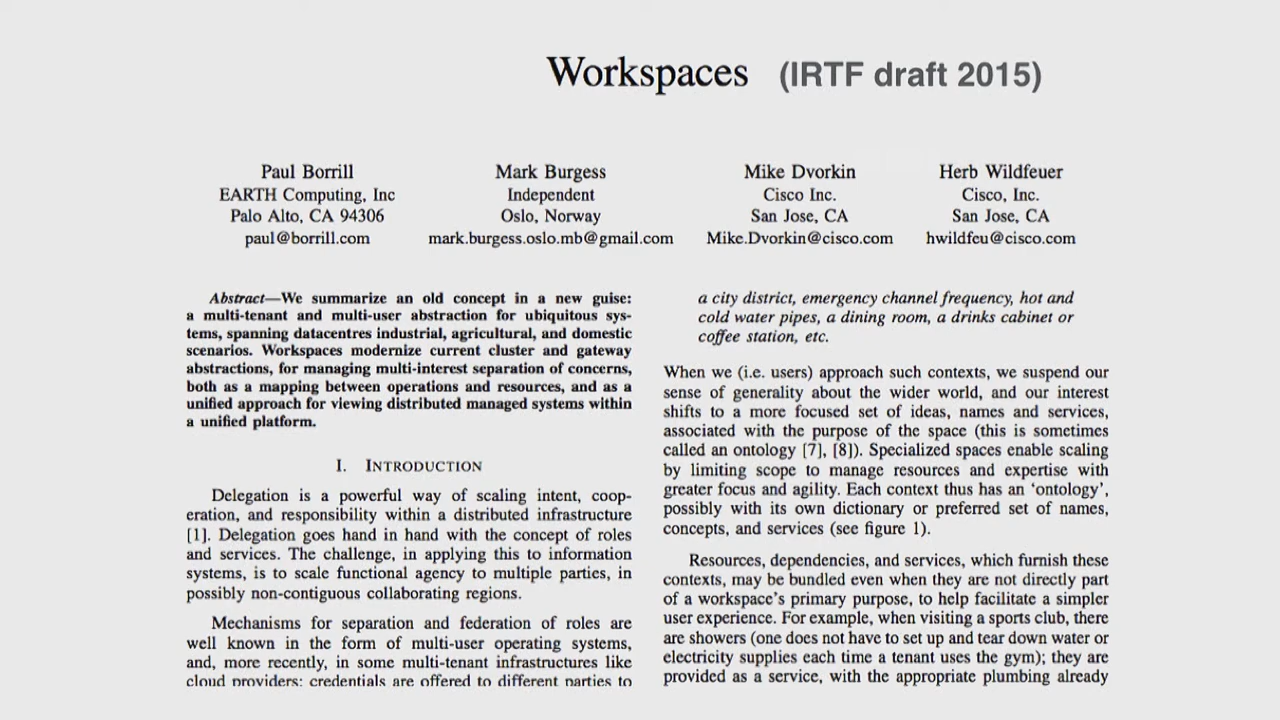 Workspaces (IRTF draft 2015)
Paul Borrill
EARTH Computing, Inc
Palo Alto, CA 94306
paul@borrill.com
Mark Burgess
Independent
Oslo, Norway
mark.burgess.oslo.mb@gmail.com
Mike Dvorkin
Cisco Inc.
San Jose, CA
Mike.Dvorkin@cisco.com
Herb Wildfeuer
Cisco, Inc.
San Jose, CA
hwildfeu@cisco.com
Abstract—We summarize an old concept in a new guise:
a multi-tenant and multi-user abstraction for ubiquitous sys-
tems, spanning datacentres industrial, agricultural, and domestic
scenarios. Workspaces modernize current cluster and gateway
abstractions, for managing multi-interest separation of concerns,
both as a mapping between operations and resources, and as a
unified approach for viewing distributed managed systems within
a unified platform.
I. INTRODUCTION
Delegation is a powerful way of scaling intent, coop-
eration, and responsibility within a distributed infrastructure
[1]. Delegation goes hand in hand with the concept of roles
and services. The challenge, in applying this to information
systems, is to scale functional agency to multiple parties, in
possibly non-contiguous collaborating regions.
Mechanisms for separation and federation of roles are
well known in the form of multi-user operating systems,
and, more recently, in some multi-tenant infrastructures like
cloud providers: credentials are offered to different parties to
a city district, emergency channel frequency, hot and
cold water pipes, a dining room, a drinks cabinet or
coffee station, etc.
When we (i.e. users) approach such contexts, we suspend our
sense of generality about the wider world, and our interest
shifts to a more focused set of ideas, names and services,
associated with the purpose of the space (this is sometimes
called an ontology [7], [8]). Specialized spaces enable scaling
by limiting scope to manage resources and expertise with
greater focus and agility. Each context thus has an 'ontology',
possibly with its own dictionary or preferred set of names,
concepts, and services (see figure 1).
Resources, dependencies, and services, which furnish these
contexts, may be bundled even when they are not directly part
of a workspace's primary purpose, to help facilitate a simpler
user experience. For example, when visiting a sports club, there
are showers (one does not have to set up and tear down water or
electricity supplies each time a tenant uses the gym); they are
provided as a service, with the appropriate plumbing already